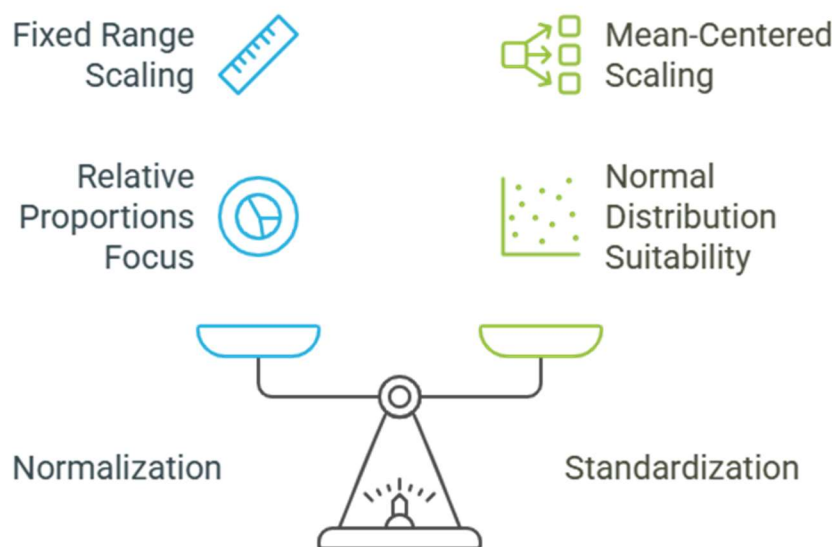 Fixed Range
Scaling
Mean-Centered
Scaling
Relative
Proportions
Focus
Normal
Distribution
Suitability
Normalization
Standardization